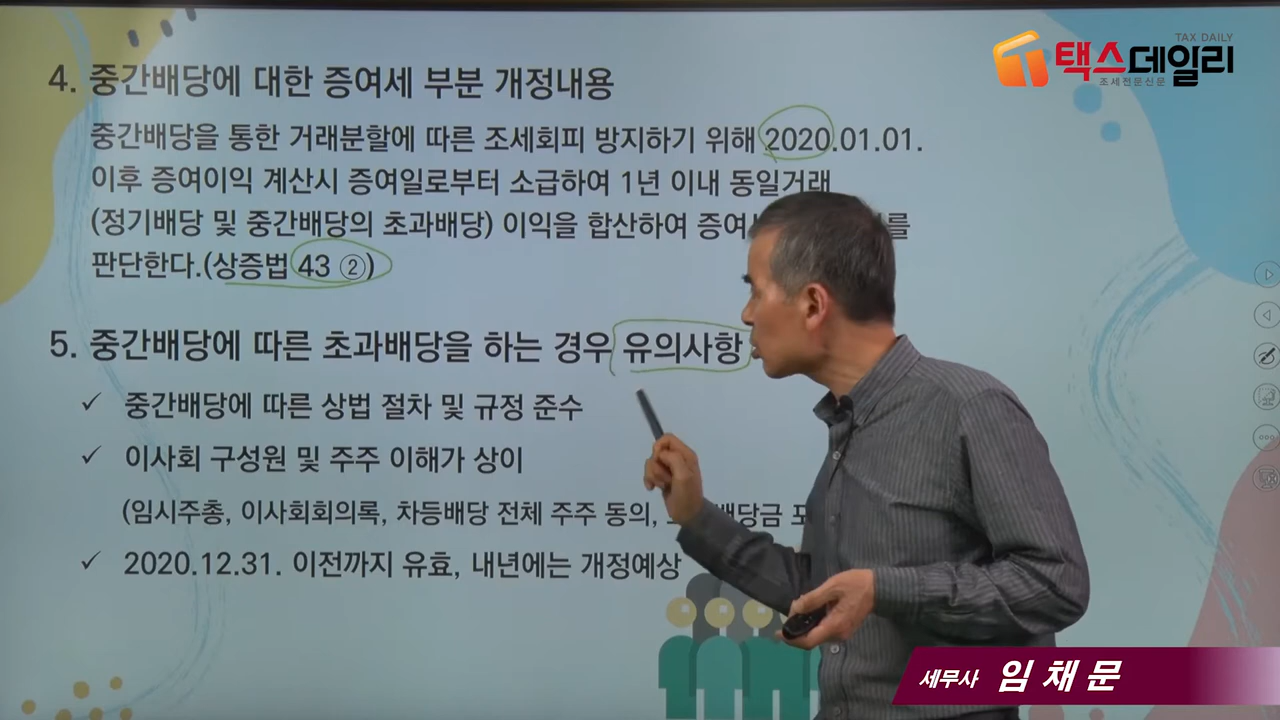 TAX DAILY
택스데일리
조세전문신문
4. 중간배당에 대한 증여세 부분 개정내용
중간배당을 통한 거래분할에 따른 조세회피 방지하기 위해 2020.01.01.
이후 증여이익 계산시 증여일로부터 소급하여 1년 이내 동일거래
(정기배당 및 중간배당의 초과배당) 이익을 합산하여
판단한다.(상증법 43 ②)
5. 중간배당에 따른 초과배당을 하는 경우 유의사항
✓ 중간배당에 따른 상법 절차 및 규정 준수
✓ 이사회 구성원 및 주주 이해가 상이
(임시주총, 이사회회의록, 차등배당 전체 주주 동의,
✓ 2020.12.31. 이전까지 유효, 내년에는 개정예상
세무사 임채문